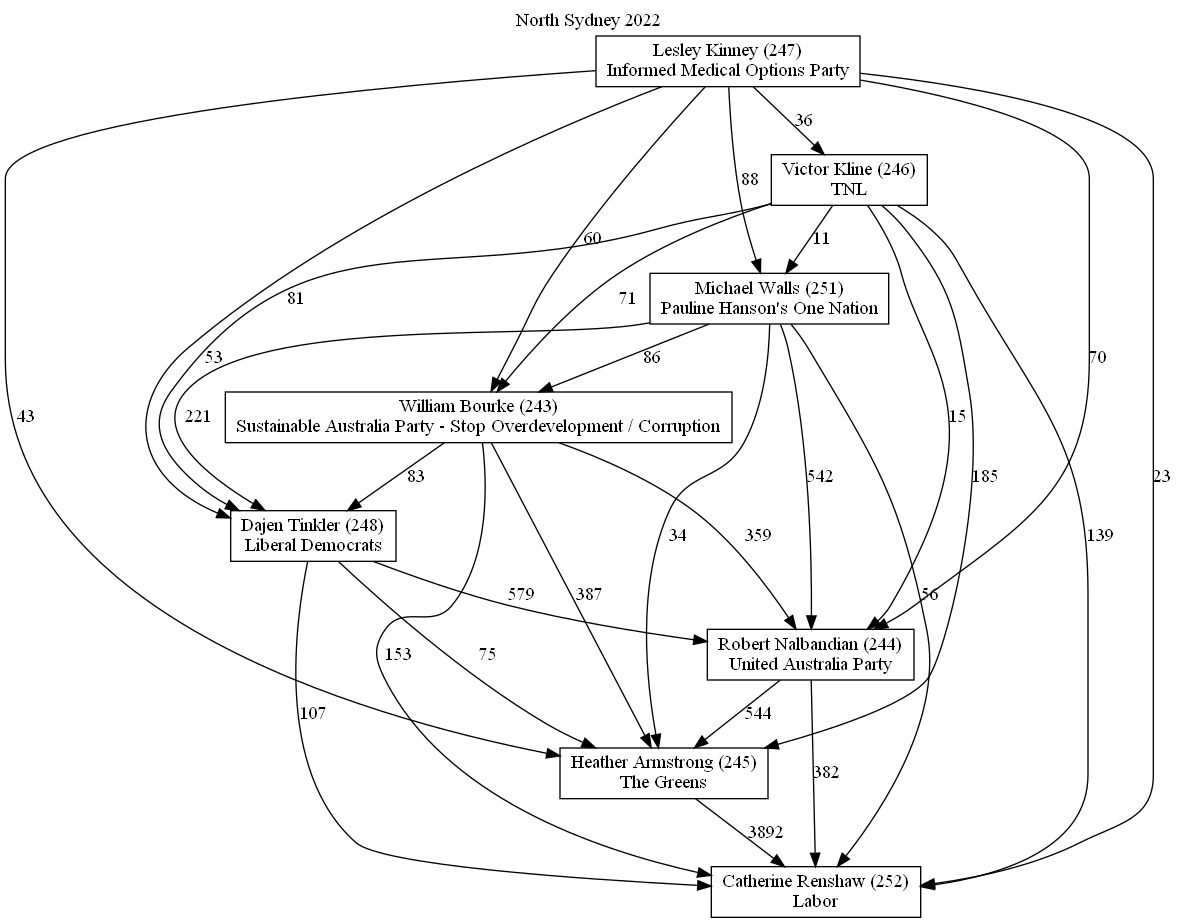 North Sydney 2022
Lesley Kinney (247)
Informed Medical Options Party
36
Victor Kline (246)
TNL
88
60
11
81
71
Michael Walls (251)
Pauline Hanson's One Nation
53
86
70
221
William Bourke (243)
Sustainable Australia Party - Stop Overdevelopment / Corruption
43
15
83
542
185
23
Dajen Tinkler (248)
Liberal Democrats
34
359
139
579
387
56
Robert Nalbandian (244)
United Australia Party
153
75
107
544
Heather Armstrong (245)
The Greens
382
3892
Catherine Renshaw (252)
Labor